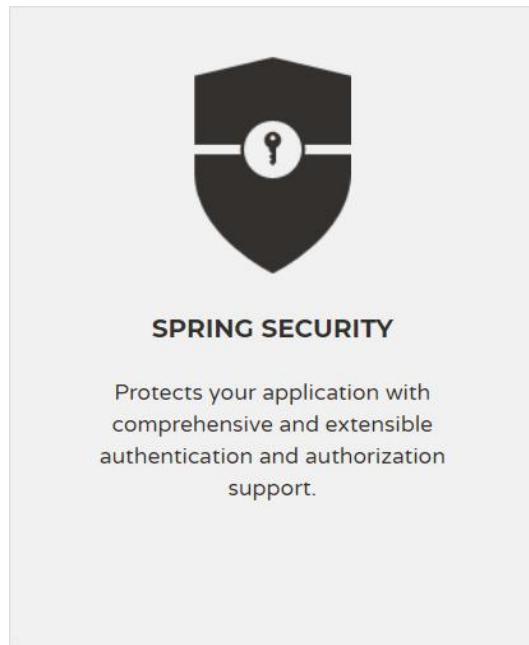 SPRING SECURITY
Protects your application with
comprehensive and extensible
authentication and authorization
support.